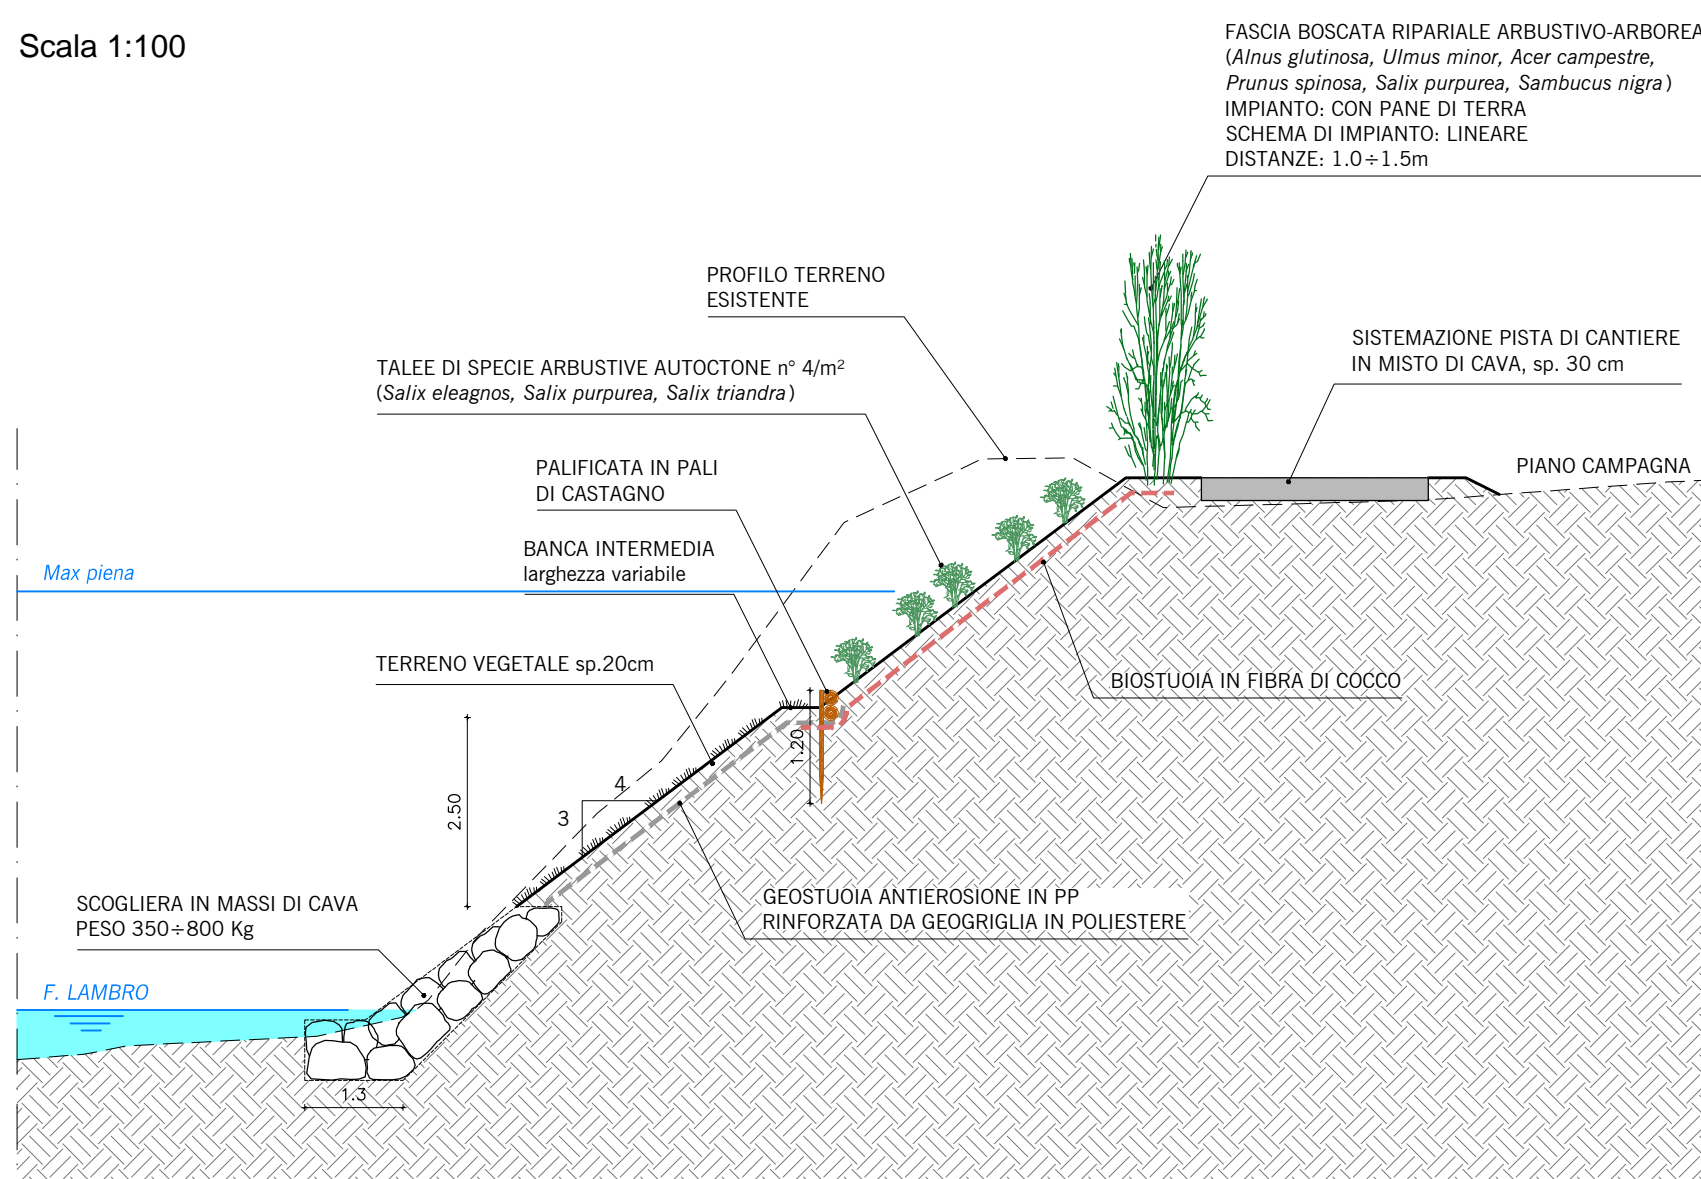 Scala 1:100
FASCIA BOSCATA RIPARIALE ARBUSTIVO-ARBOREA
(Alnus glutinosa, Ulmus minor, Acer campestre,
Prunus spinosa, Salix purpurea, Sambucus nigra)
IMPIANTO: CON PANE DI TERRA
SCHEMA DI IMPIANTO: LINEARE
DISTANZE: 1.0÷1.5m
PROFILO TERRENO
ESISTENTE
SISTEMAZIONE PISTA DI CANTIERE
IN MISTO DI CAVA, sp. 30 cm
TALEE DI SPECIE ARBUSTIVE AUTOCTONE n° 4/m²
(Salix eleagnos, Salix purpurea, Salix triandra)
PALIFICATA IN PALI
DI CASTAGNO
PIANO CAMPAGNA
BANCA INTERMEDIA
larghezza variabile
Max piena
TERRENO VEGETALE sp.20cm
BIOSTUOIA IN FIBRA DI COCCO
1.20
4
3
2.50
GEOSTUOIA ANTIEROSIONE IN PP
RINFORZATA DA GEOGRIGLIA IN POLIESTERE
SCOGLIERA IN MASSI DI CAVA
PESO 350÷800 Kg
F. LAMBRO
1.3